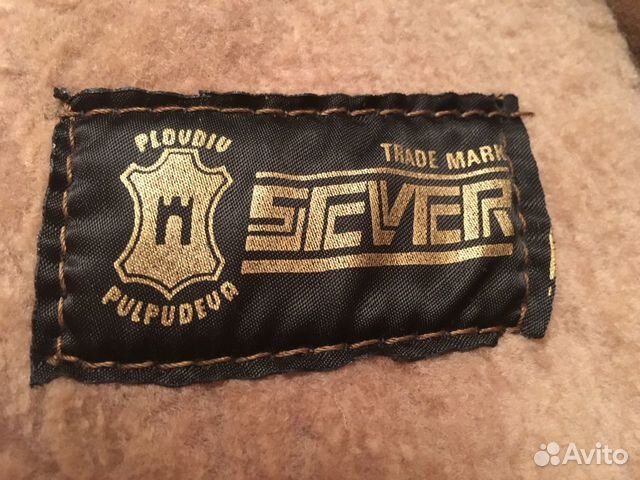 PLOVDIV
PULPUDEVA
TRADE MARK
SEVER
Avito